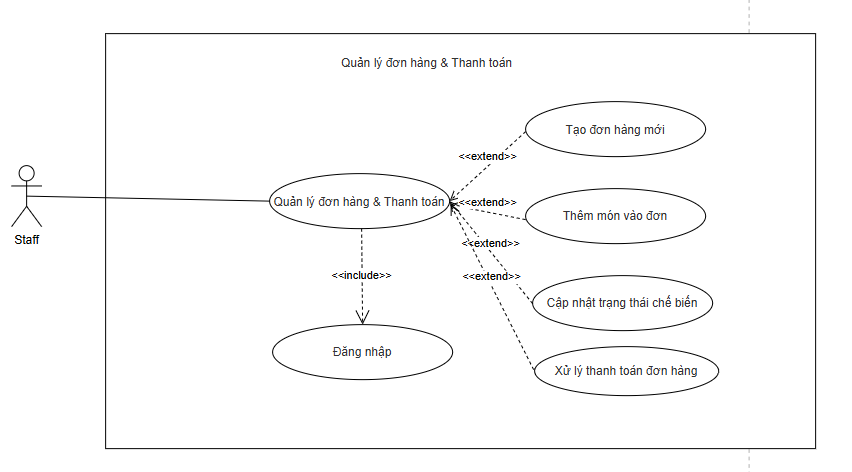 Quản lý đơn hàng & Thanh toán
Tạo đơn hàng mới
<<extend>>
Quản lý đơn hàng & Thanh toán
<<extend>>
Thêm món vào đơn
Staff
<<extend>>
<<include>>
<<extend>>
Cập nhật trạng thái chế biến
Đăng nhập
Xử lý thanh toán đơn hàng